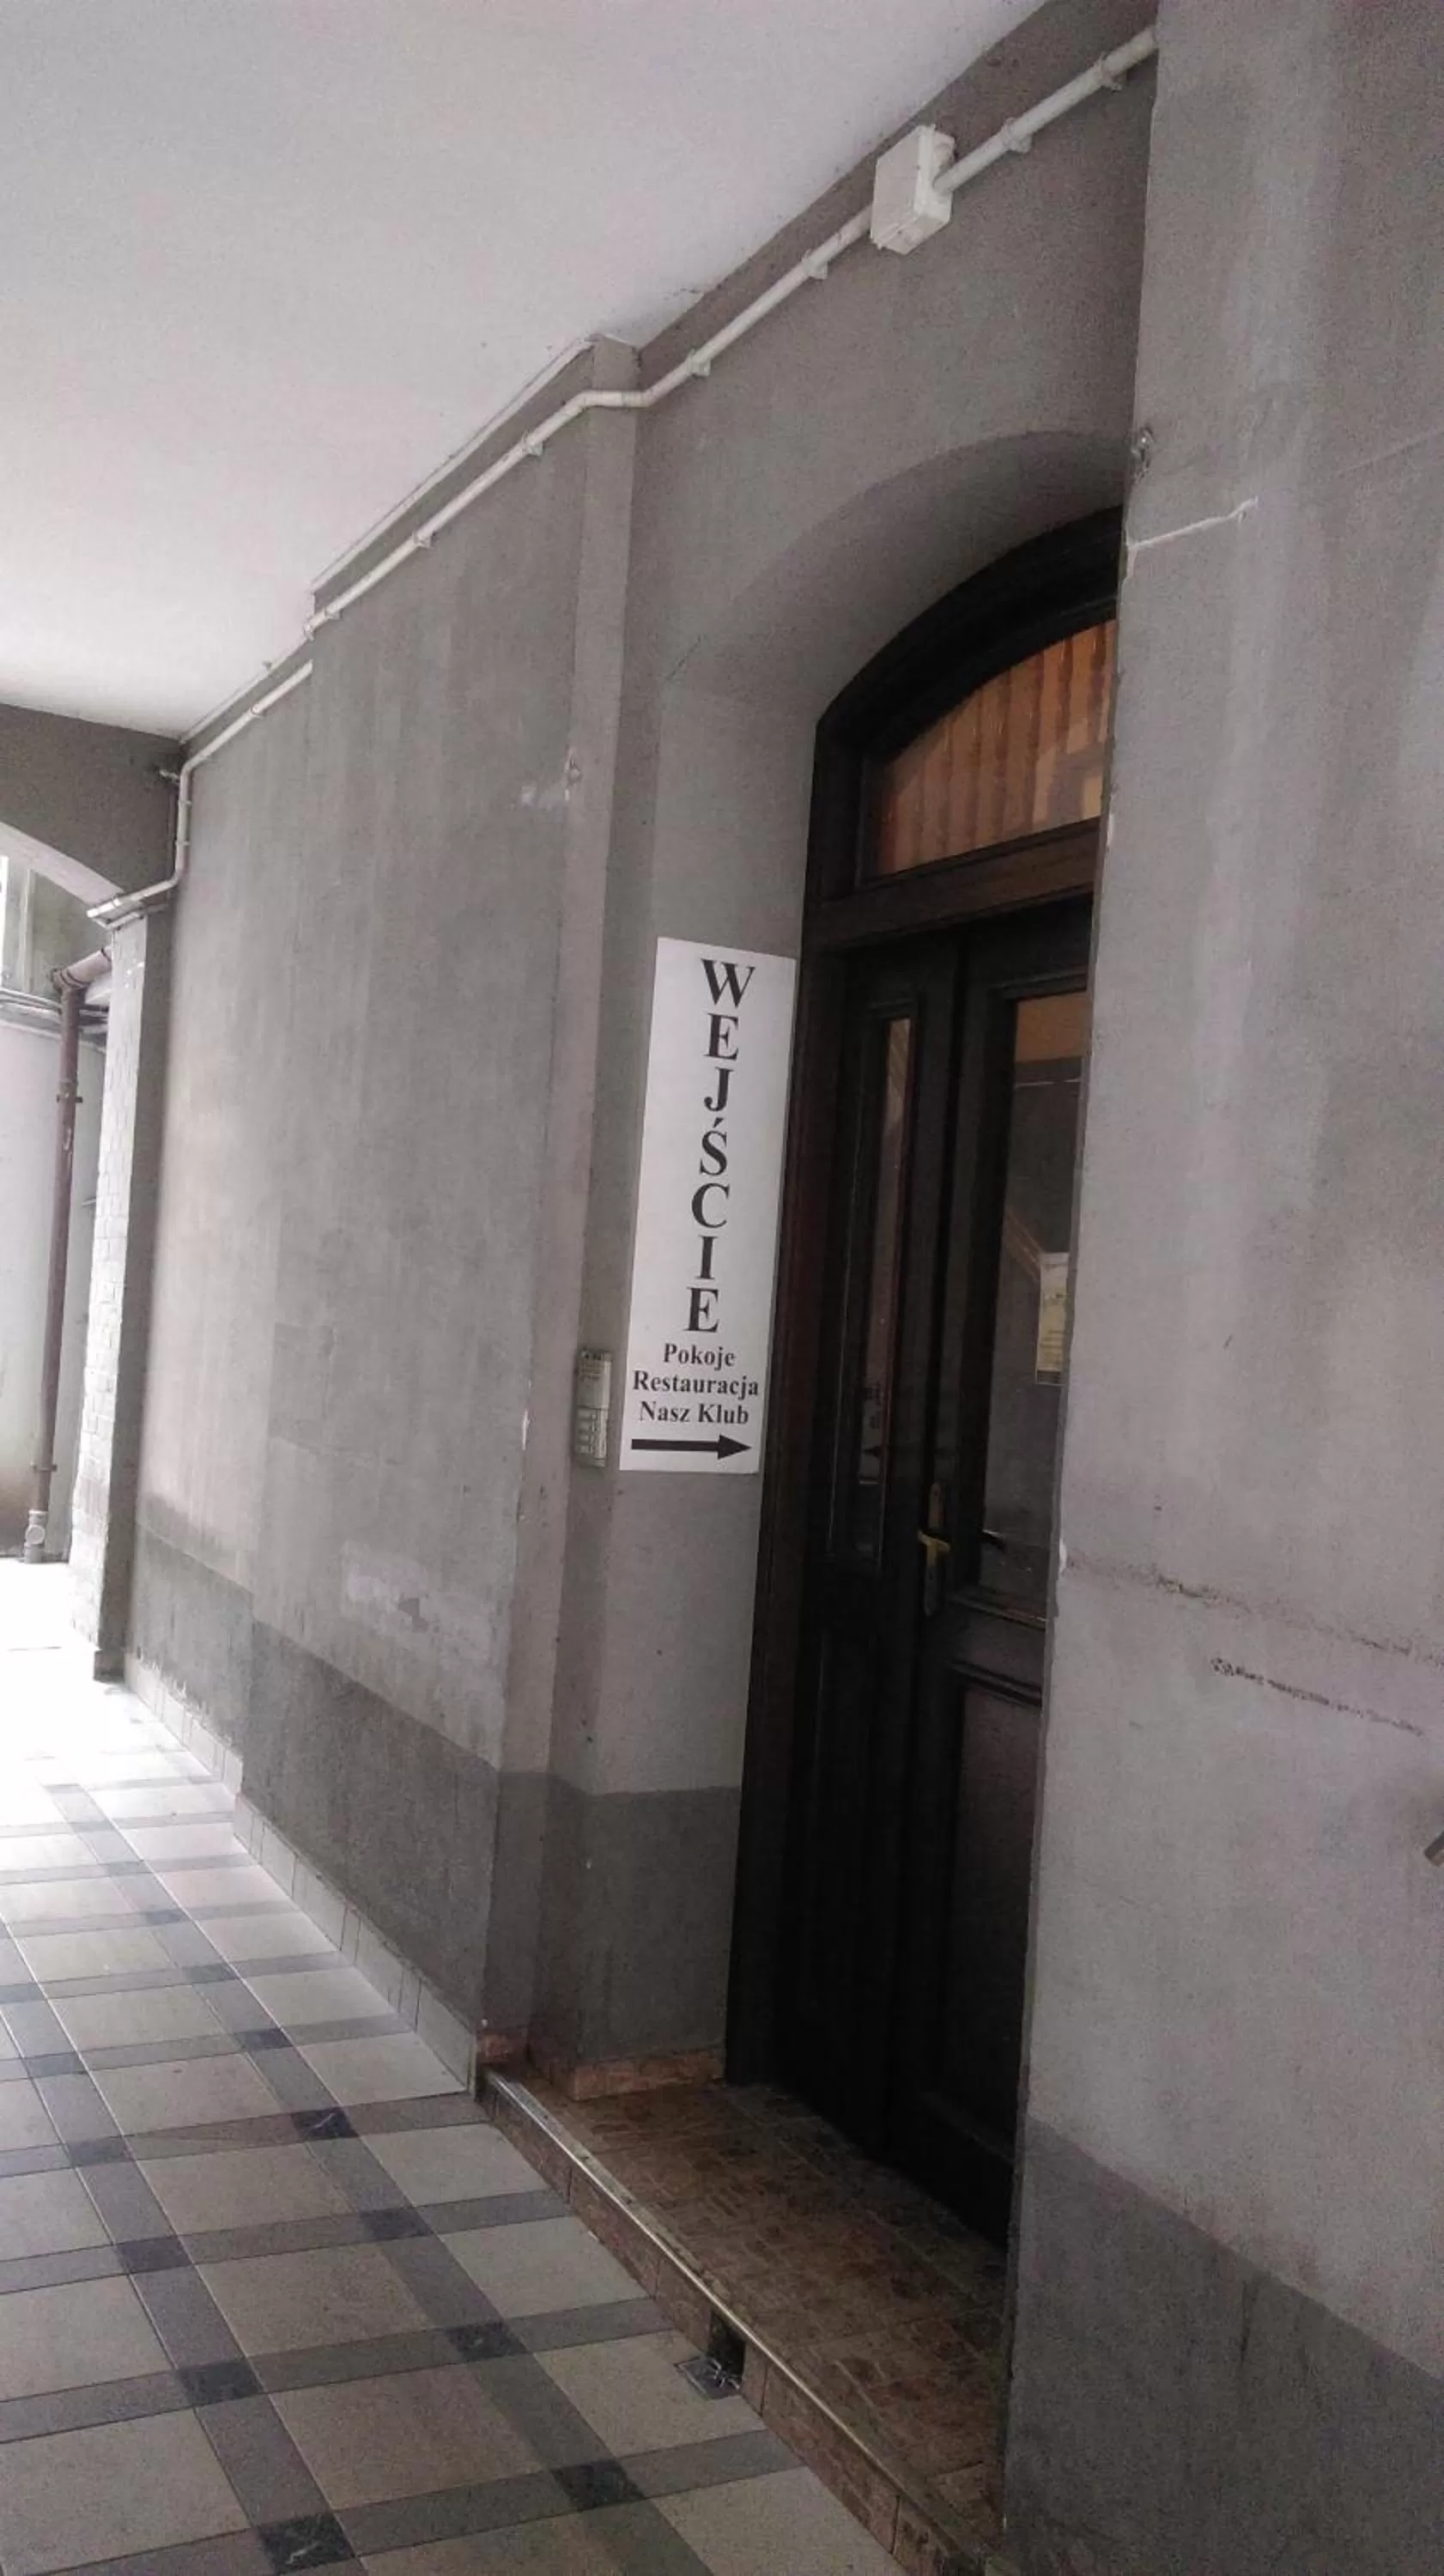 WEJŚCIE
Pokoje
Restauracja
Nasz Klub